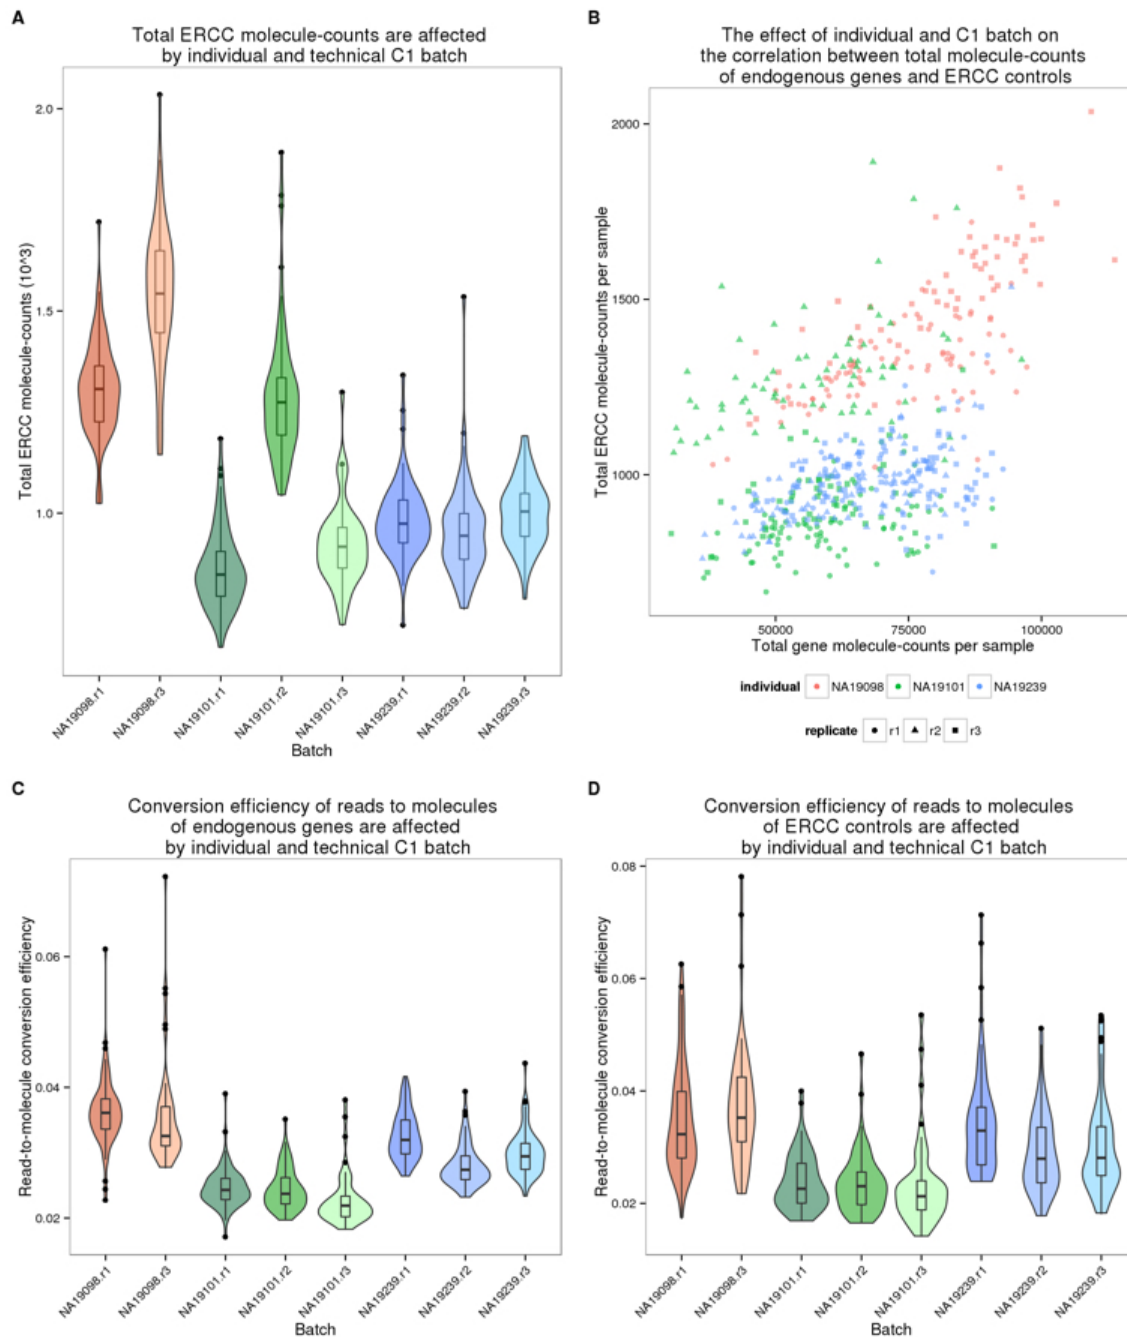 A
Total ERCC molecule-counts are affected
by individual and technical C1 batch
Total ERCC molecule-counts (10^3)
2.0
1.5
1.0
NA19098.r1
NA19098.r3
NA19101.r1
NA19101.r2
NA19101.r3
NA19239.r1
NA19239.r2
NA19239.r3
Batch
B
The effect of individual and C1 batch on
the correlation between total molecule-counts
of endogenous genes and ERCC controls
Total ERCC molecule-counts per sample
2000
1500
1000
50000 75000 100000
Total gene molecule-counts per sample
individual NA19098 NA19101 NA19239
replicate r1 r2 r3
C
Conversion efficiency of reads to molecules
of endogenous genes are affected
by individual and technical C1 batch
Read-to-molecule conversion efficiency
0.06
0.04
0.02
NA19098.r1
NA19098.r3
NA19101.r1
NA19101.r2
NA19101.r3
NA19239.r1
NA19239.r2
NA19239.r3
Batch
D
Conversion efficiency of reads to molecules
of ERCC controls are affected
by individual and technical C1 batch
Read-to-molecule conversion efficiency
0.08
0.06
0.04
0.02
NA19098.r1
NA19098.r3
NA19101.r1
NA19101.r2
NA19101.r3
NA19239.r1
NA19239.r2
NA19239.r3
Batch